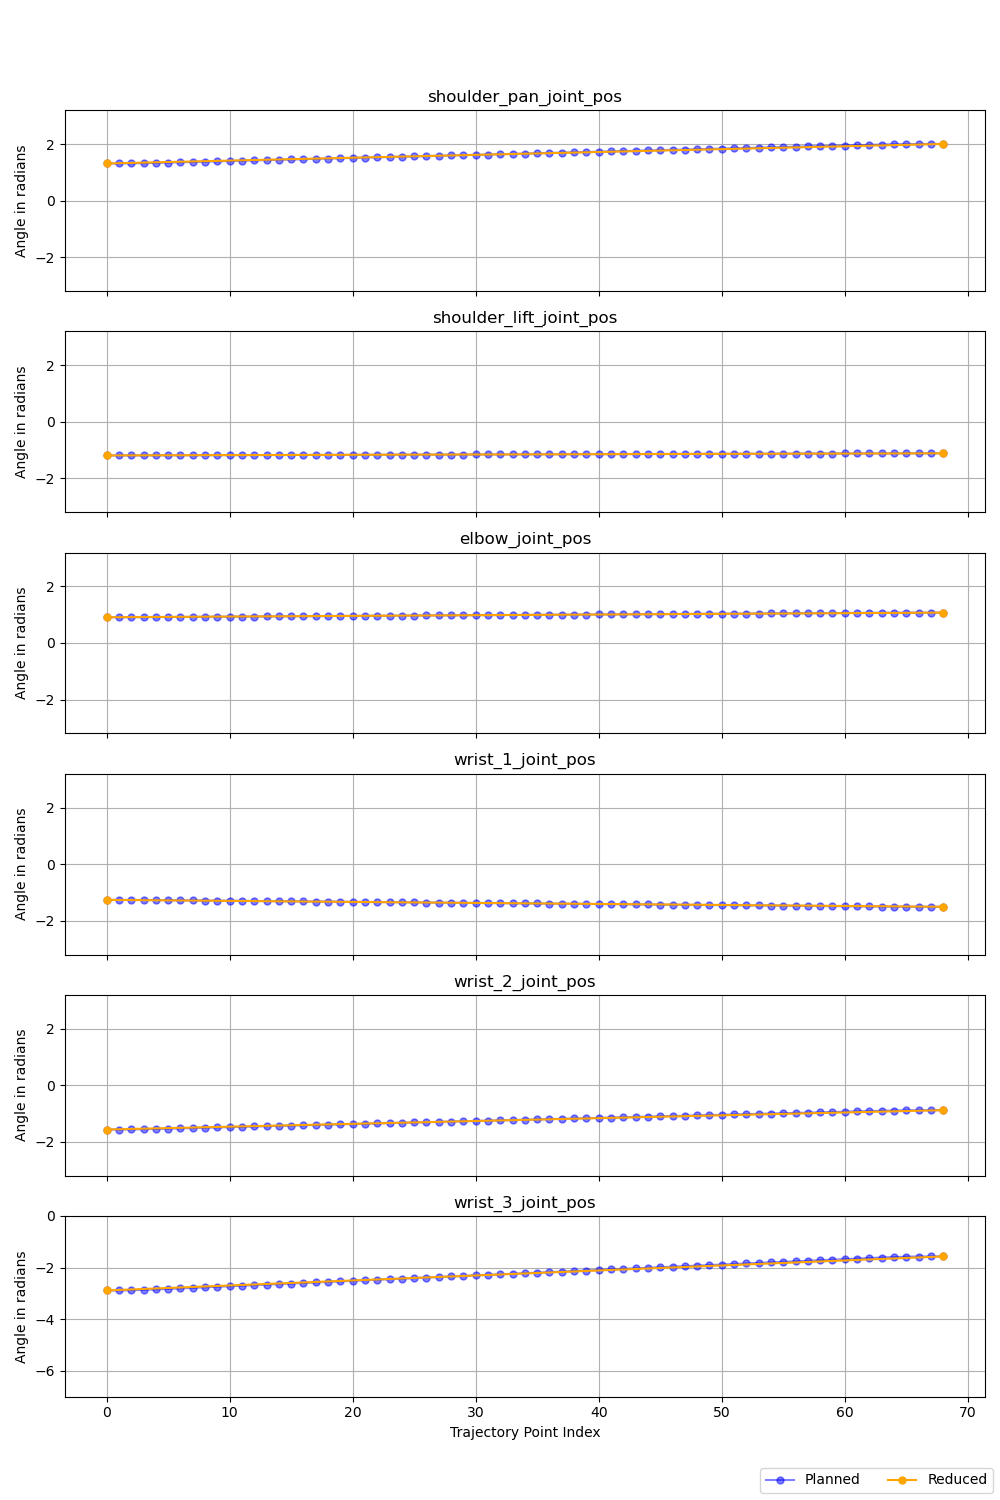 shoulder_pan_joint_pos
Angle in radians
2
0
−2
shoulder_lift_joint_pos
Angle in radians
2
0
−2
elbow_joint_pos
Angle in radians
2
0
−2
wrist_1_joint_pos
Angle in radians
2
0
−2
wrist_2_joint_pos
Angle in radians
2
0
−2
wrist_3_joint_pos
Angle in radians
0
−2
−4
−6
0 10 20 30 40 50 60 70
Trajectory Point Index
Planned Reduced